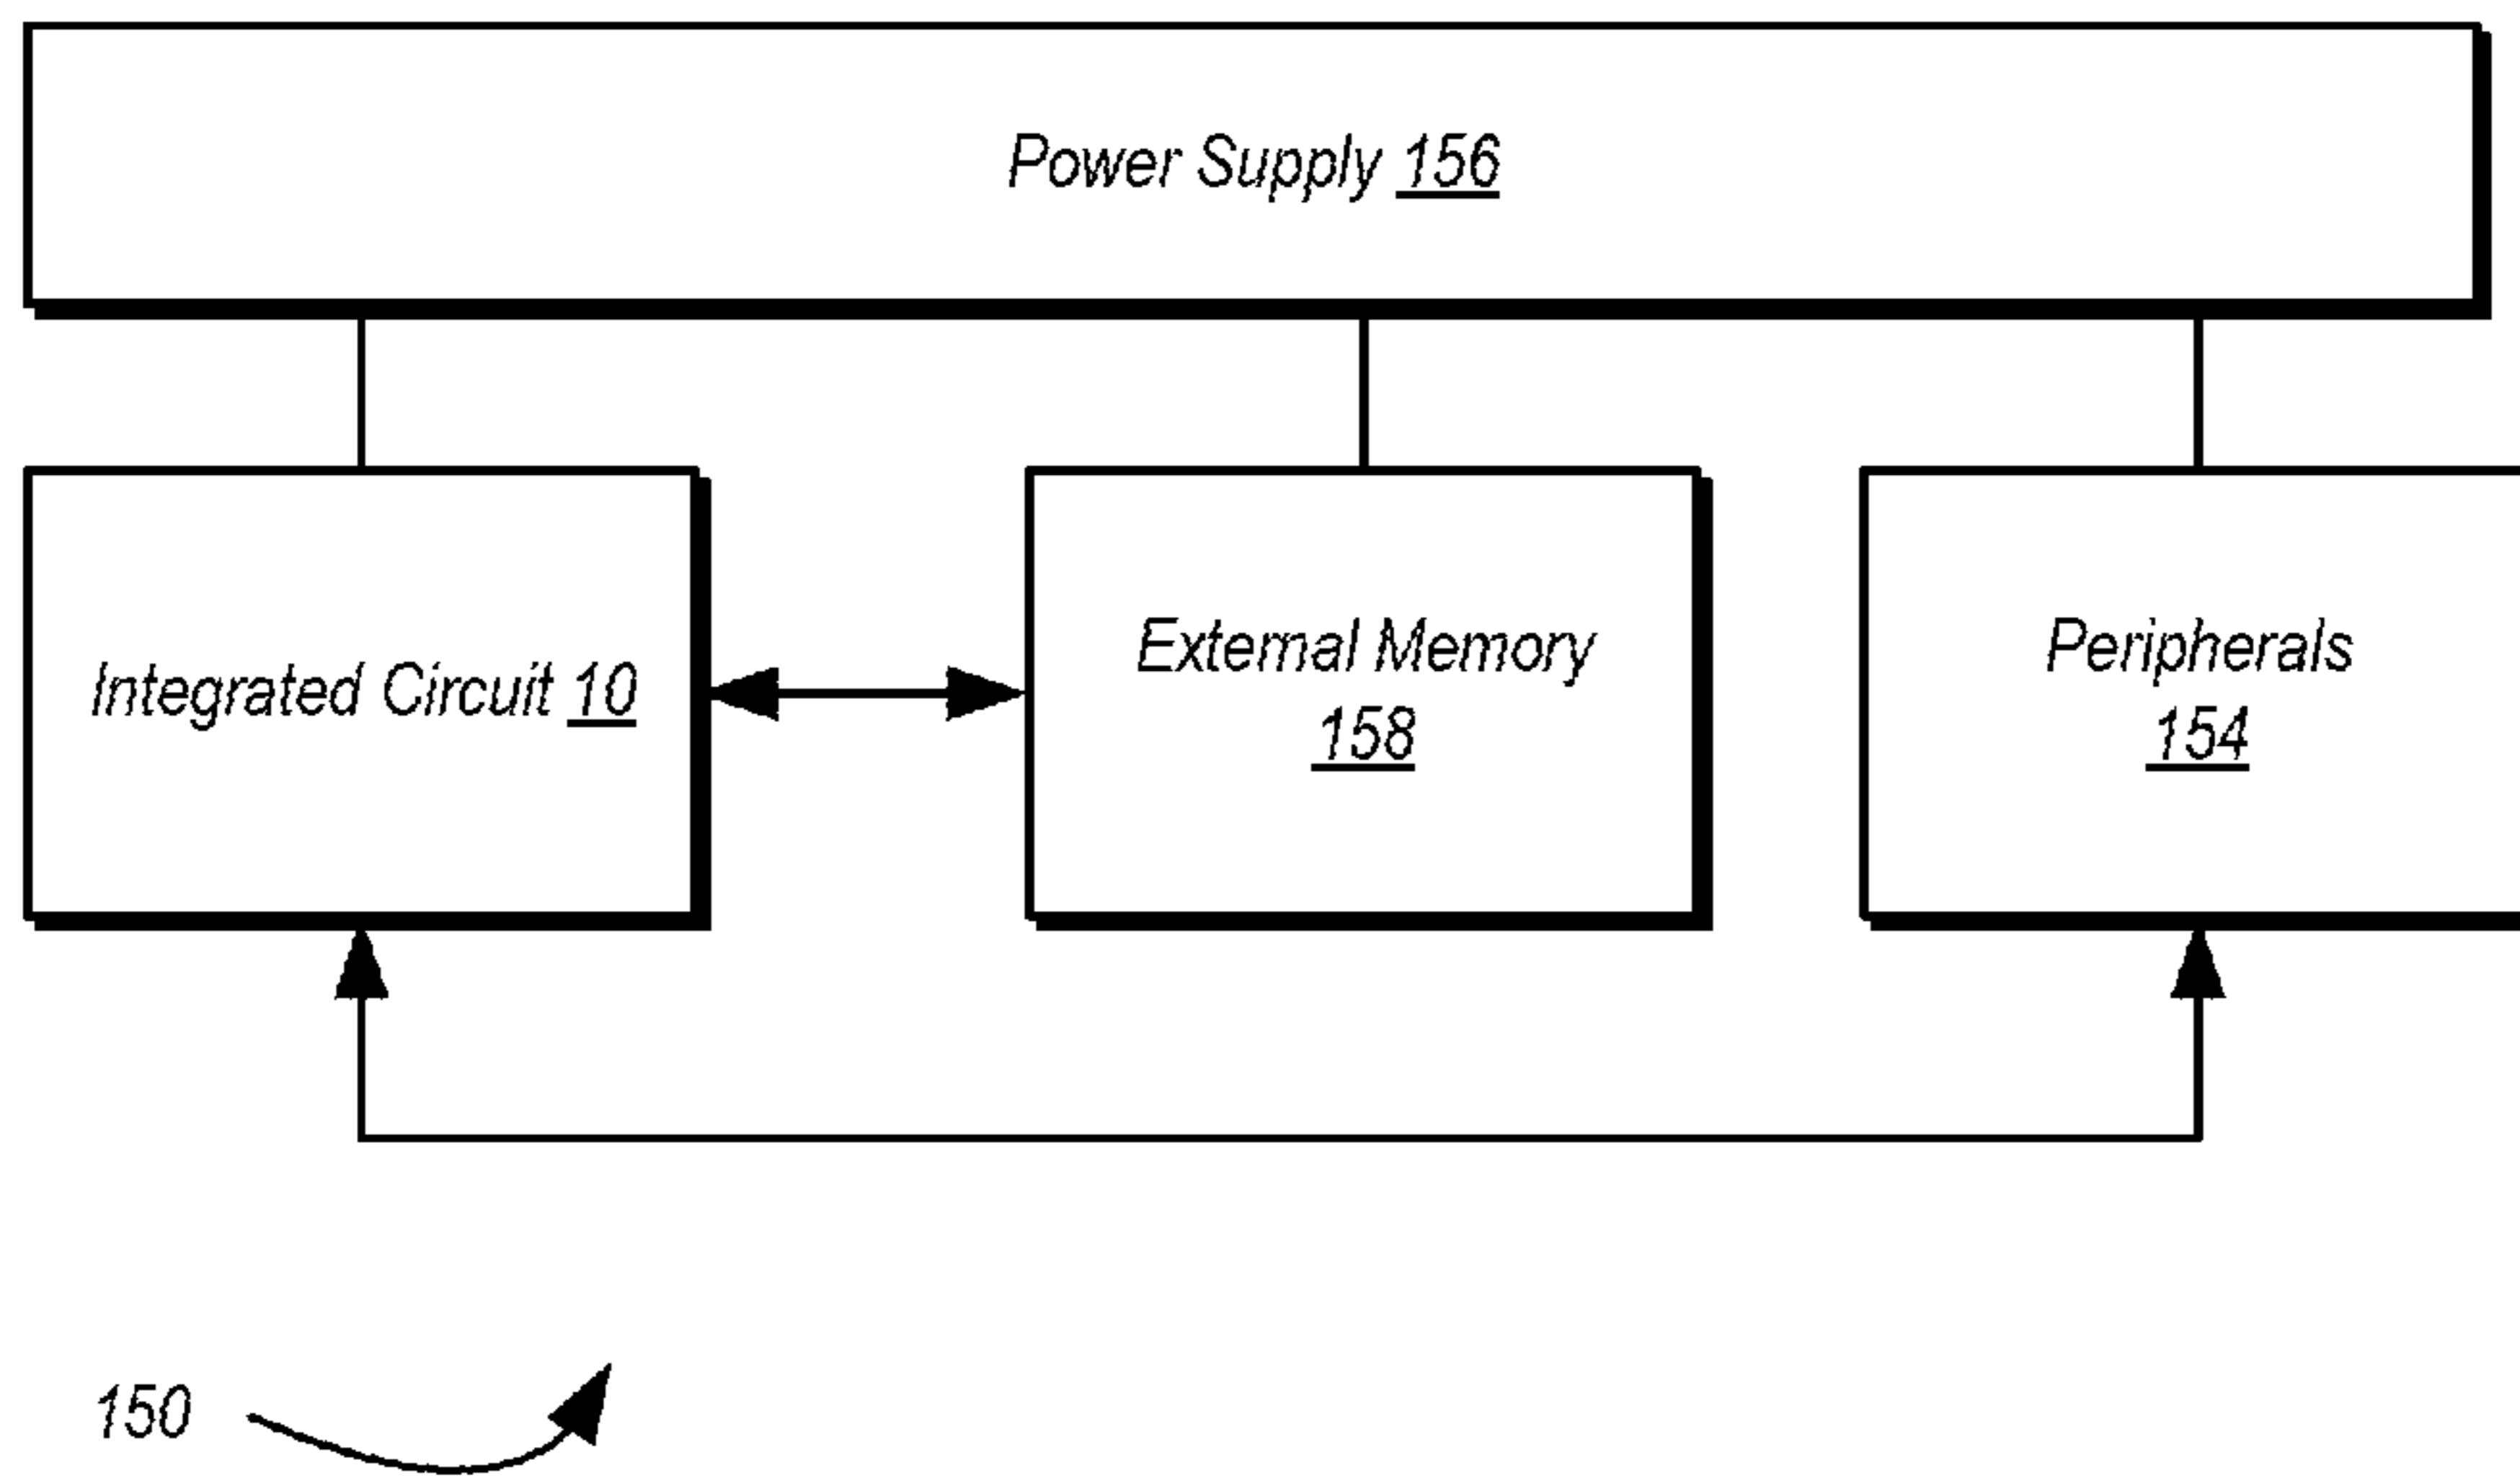 Power Supply 156
Integrated Circuit 10
External Memory
158
Peripherals
154
150